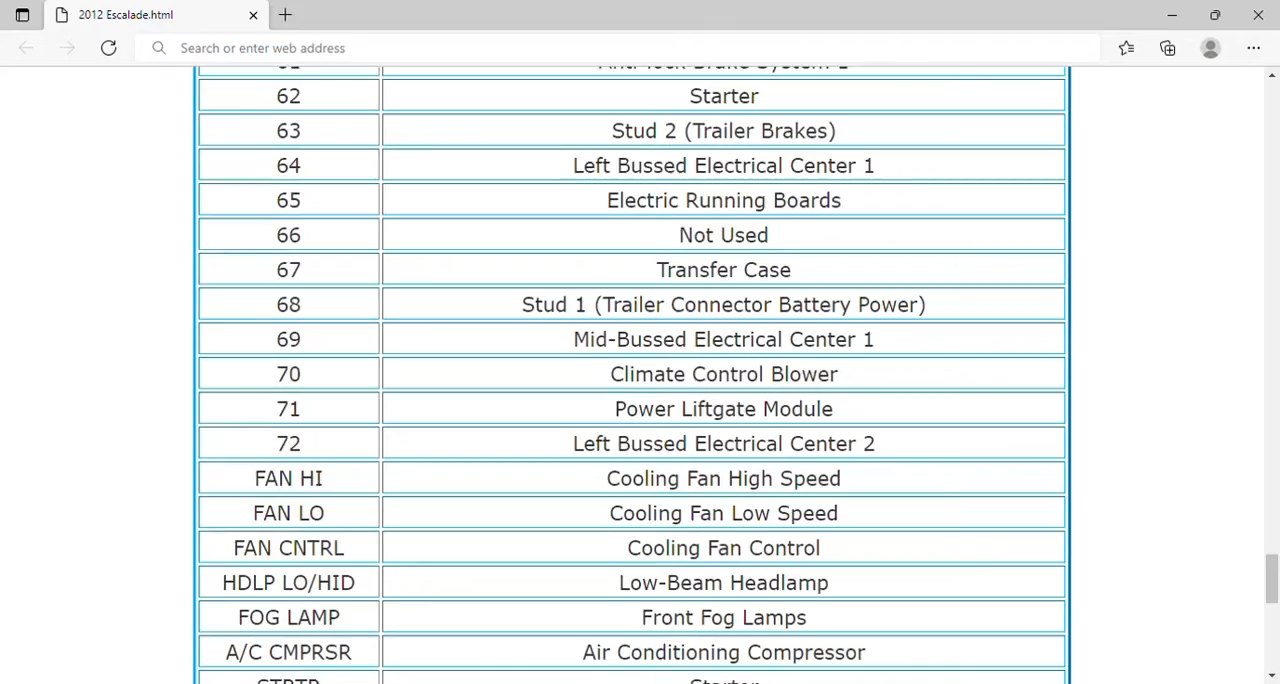 2012 Escalade.html
Search or enter web address
62 Starter
63 Stud 2 (Trailer Brakes)
64 Left Bussed Electrical Center 1
65 Electric Running Boards
66 Not Used
67 Transfer Case
68 Stud 1 (Trailer Connector Battery Power)
69 Mid-Bussed Electrical Center 1
70 Climate Control Blower
71 Power Liftgate Module
72 Left Bussed Electrical Center 2
FAN HI Cooling Fan High Speed
FAN LO Cooling Fan Low Speed
FAN CNTRL Cooling Fan Control
HDLP LO/HID Low-Beam Headlamp
FOG LAMP Front Fog Lamps
A/C CMPRSR Air Conditioning Compressor